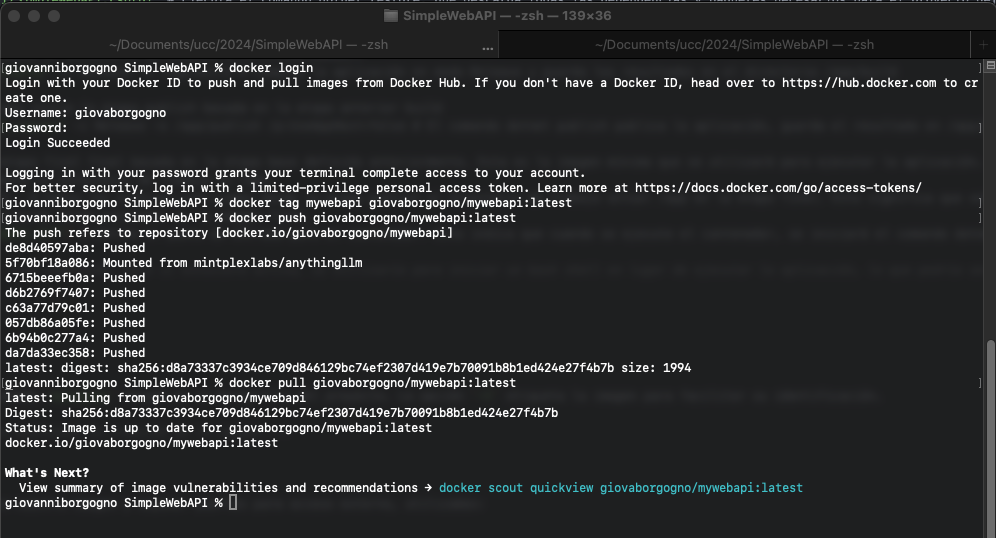 SimpleWebAPI — -zsh — 139×36
~/Documents/ucc/2024/SimpleWebAPI — -zsh ... ~/Documents/ucc/2024/SimpleWebAPI — -zsh +
[giovanniborgogno SimpleWebAPI % docker login ]
Login with your Docker ID to push and pull images from Docker Hub. If you don't have a Docker ID, head over to https://hub.docker.com to cr
eate one.
Username: giovaborgogno
[Password: ]
Login Succeeded
Logging in with your password grants your terminal complete access to your account.
For better security, log in with a limited-privilege personal access token. Learn more at https://docs.docker.com/go/access-tokens/
[giovanniborgogno SimpleWebAPI % docker tag mywebapi giovaborgogno/mywebapi:latest ]
[giovanniborgogno SimpleWebAPI % docker push giovaborgogno/mywebapi:latest ]
The push refers to repository [docker.io/giovaborgogno/mywebapi]
de8d40597aba: Pushed
5f70bf18a086: Mounted from mintplexlabs/anythingllm
6715beeefb0a: Pushed
d6b2769f7407: Pushed
c63a77d79c01: Pushed
057db86a05fe: Pushed
6b94b0c277a4: Pushed
da7da33ec358: Pushed
latest: digest: sha256:d8a73337c3934ce709d846129bc74ef2307d419e7b70091b8b1ed424e27f4b7b size: 1994
[giovanniborgogno SimpleWebAPI % docker pull giovaborgogno/mywebapi:latest ]
latest: Pulling from giovaborgogno/mywebapi
Digest: sha256:d8a73337c3934ce709d846129bc74ef2307d419e7b70091b8b1ed424e27f4b7b
Status: Image is up to date for giovaborgogno/mywebapi:latest
docker.io/giovaborgogno/mywebapi:latest
What's Next?
View summary of image vulnerabilities and recommendations → docker scout quickview giovaborgogno/mywebapi:latest
giovanniborgogno SimpleWebAPI %